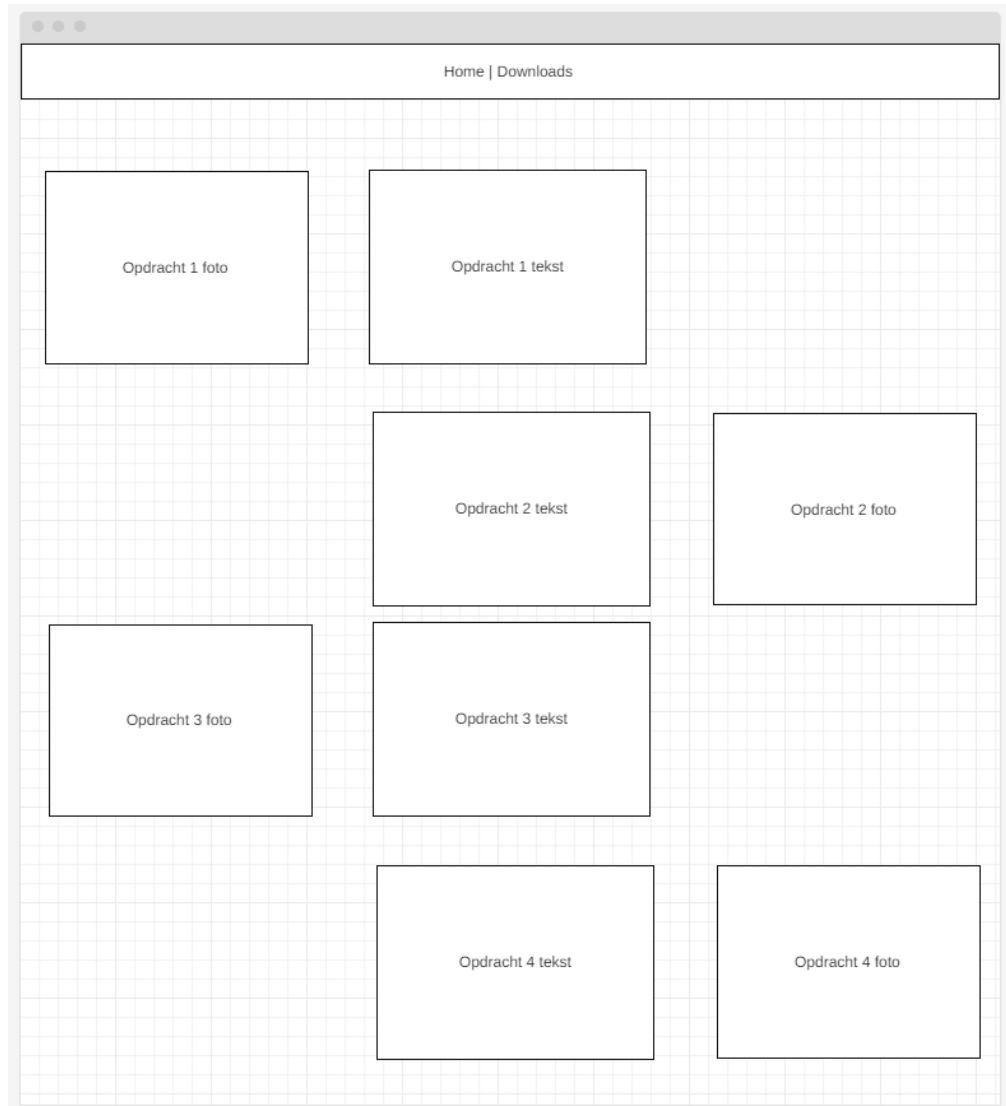 Home | Downloads
Opdracht 1 foto
Opdracht 1 tekst
Opdracht 2 tekst
Opdracht 2 foto
Opdracht 3 foto
Opdracht 3 tekst
Opdracht 4 tekst
Opdracht 4 foto